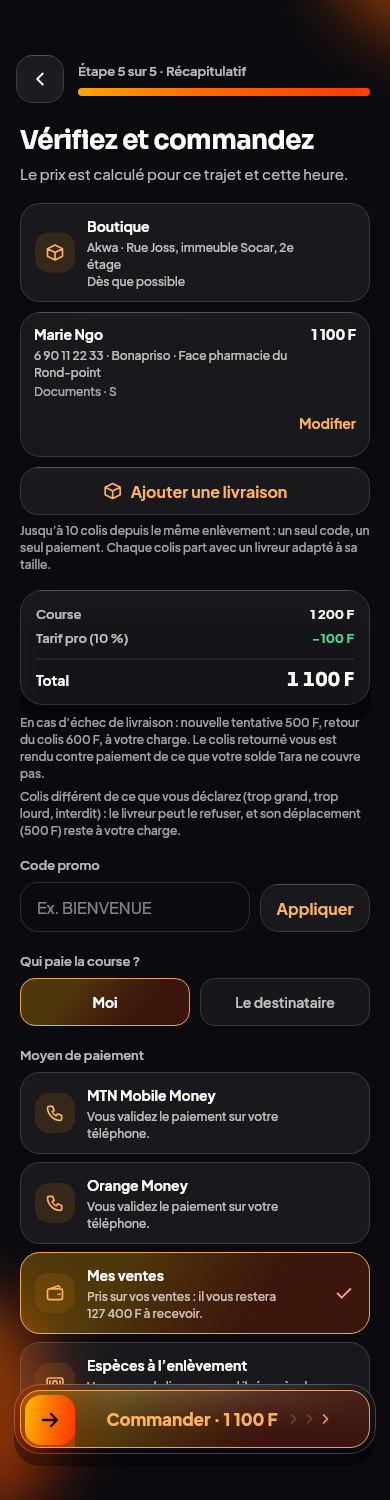 Étape 5 sur 5 · Récapitulatif
Vérifiez et commandez
Le prix est calculé pour ce trajet et cette heure.
Boutique
Akwa · Rue Joss, immeuble Socar, 2e
étage
Dès que possible
Marie Ngo
1 100 F
6 90 11 22 33 · Bonapriso · Face pharmacie du
Rond-point
Documents · S
Modifier
Ajouter une livraison
Jusqu'à 10 colis depuis le même enlèvement : un seul code, un
seul paiement. Chaque colis part avec un livreur adapté à sa
taille.
Course
1 200 F
Tarif pro (10 %)
−100 F
Total
1 100 F
En cas d'échec de livraison : nouvelle tentative 500 F, retour
du colis 600 F, à votre charge. Le colis retourné vous est
rendu contre paiement de ce que votre solde Tara ne couvre
pas.
Colis différent de ce que vous déclarez (trop grand, trop
lourd, interdit) : le livreur peut le refuser, et son déplacement
(500 F) reste à votre charge.
Code promo
Ex. BIENVENUE
Appliquer
Qui paie la course ?
Moi
Le destinataire
Moyen de paiement
MTN Mobile Money
Vous validez le paiement sur votre
téléphone.
Orange Money
Vous validez le paiement sur votre
téléphone.
Mes ventes
Pris sur vos ventes : il vous restera
127 400 F à recevoir.
Espèces à l'enlèvement
Commander · 1 100 F